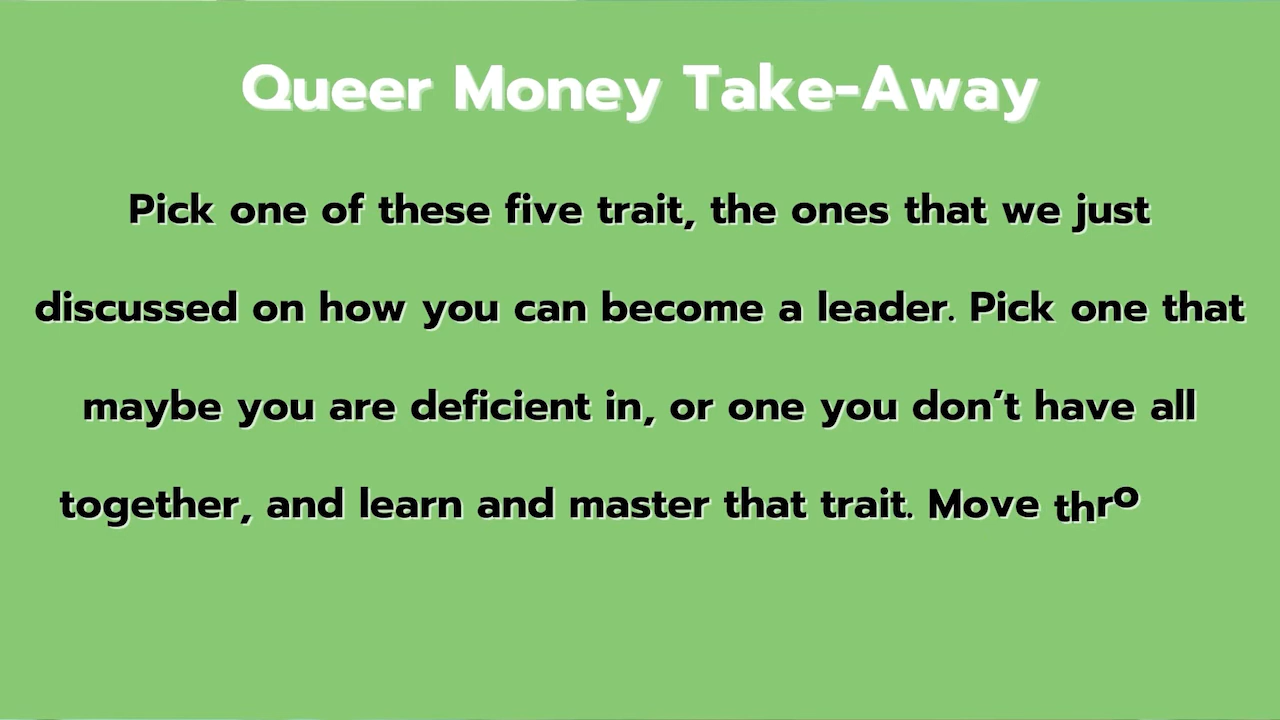 Queer Money Take-Away
Pick one of these five trait, the ones that we just
discussed on how you can become a leader. Pick one that
maybe you are deficient in, or one you don’t have all
together, and learn and master that trait. Move thro